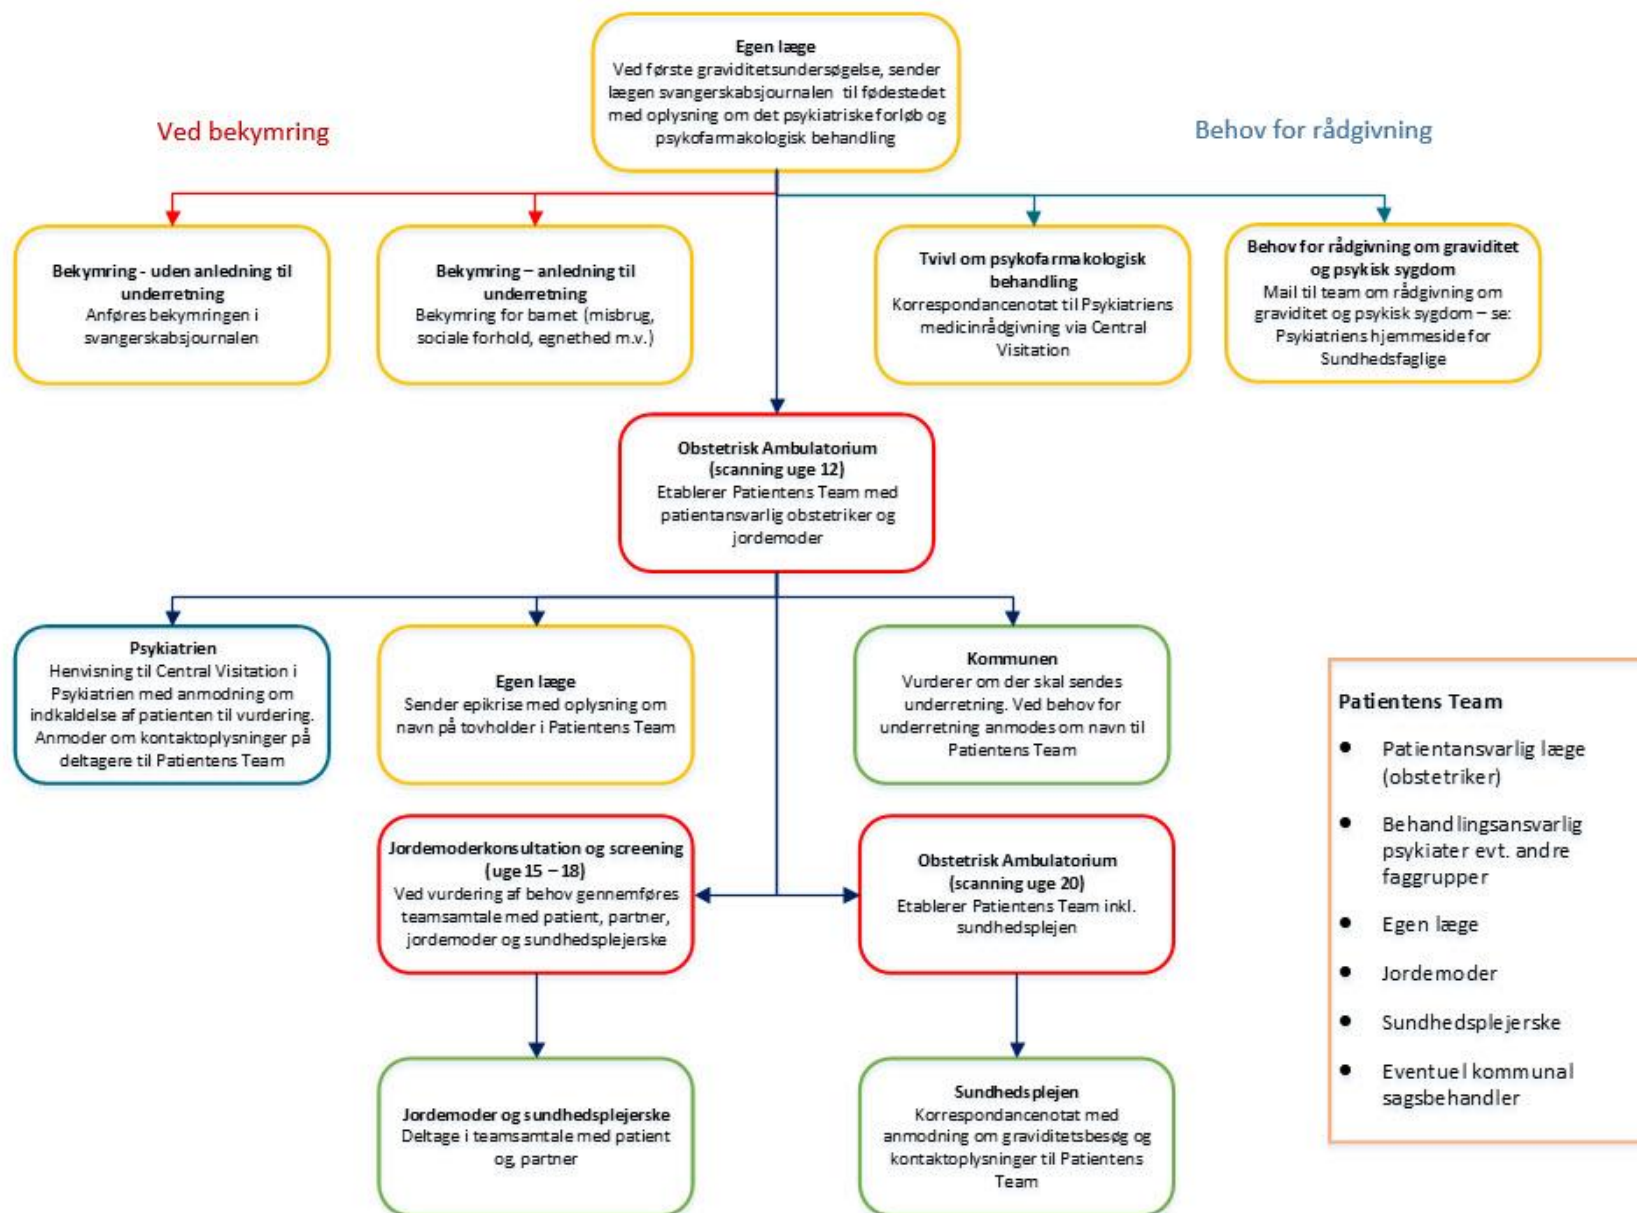 Egen læge
Ved første graviditetsundersøgelse, sender
lægen svangerskabsjournalen til fødestedet
med oplysning om det psykiatriske forløb og
psykofarmakologisk behandling
Ved bekymring
Behov for rådgivning
Bekymring - uden anledning til
underretning
Anføres bekymringen i
svangerskabsjournalen
Bekymring – anledning til
underretning
Bekymring for barnet (misbrug,
sociale forhold, egnethed m.v.)
Tvivl om psykofarmakologisk
behandling
Korrespondancenotat til Psykiatriens
medicinrådgivning via Central
Visitation
Behov for rådgivning om graviditet
og psykisk sygdom
Mail til team om rådgivning om
graviditet og psykisk sygdom – se:
Psykiatriens hjemmeside for
Sundhedsfaglige
Obstetrisk Ambulatorium
(scanning uge 12)
Etablerer Patientens Team med
patientansvarlig obstetriker og
jordemoder
Psykiatrien
Henvisning til Central Visitation i
Psykiatrien med anmodning om
indkaldelse af patienten til vurdering.
Anmoder om kontaktoplysninger på
deltagere til Patientens Team
Egen læge
Sender epikrise med oplysning om
navn på tovholder i Patientens Team
Kommunen
Vurderer om der skal sendes
underretning. Ved behov for
underretning anmodes om navn til
Patientens Team
Jordemoderkonsultation og screening
(uge 15 – 18)
Ved vurdering af behov gennemføres
teamsamtale med patient, partner,
jordemoder og sundhedsplejerske
Obstetrisk Ambulatorium
(scanning uge 20)
Etablerer Patientens Team inkl.
sundhedsplejen
Jordemoder og sundhedsplejerske
Deltage i teamsamtale med patient
og, partner
Sundhedsplejen
Korrespondancenotat med
anmodning om graviditetsbesøg og
kontaktoplysninger til Patientens
Team
Patientens Team
● Patientansvarlig læge
(obstetriker)
● Behandlingsansvarlig
psykiater evt. andre
faggrupper
● Egen læge
● Jordemoder
● Sundhedsplejerske
● Eventuel kommunal
sagsbehandler